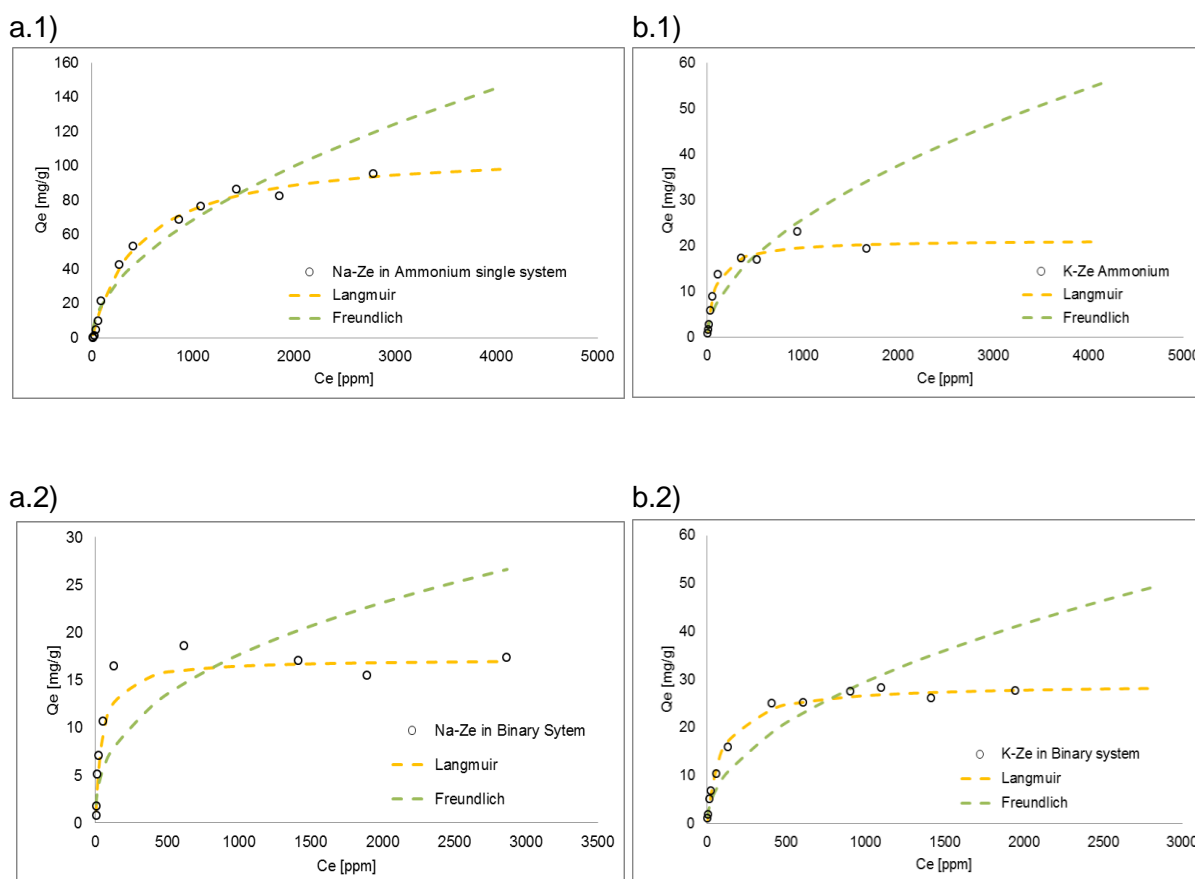 a.1)
160
140
120
100
80
60
40
20
0
Qe [mg/g]
Na-Ze in Ammonium single system
Langmuir
Freundlich
0 1000 2000 3000 4000 5000
Ce [ppm]
b.1)
60
50
40
30
20
10
0
Qe [mg/g]
K-Ze Ammonium
Langmuir
Freundlich
0 1000 2000 3000 4000 5000
Ce [ppm]
a.2)
30
25
20
15
10
5
0
Qe [mg/g]
Na-Ze in Binary Sytem
Langmuir
Freundlich
0 500 1000 1500 2000 2500 3000 3500
Ce [ppm]
b.2)
60
50
40
30
20
10
0
Qe [mg/g]
K-Ze in Binary system
Langmuir
Freundlich
0 500 1000 1500 2000 2500 3000
Ce [ppm]